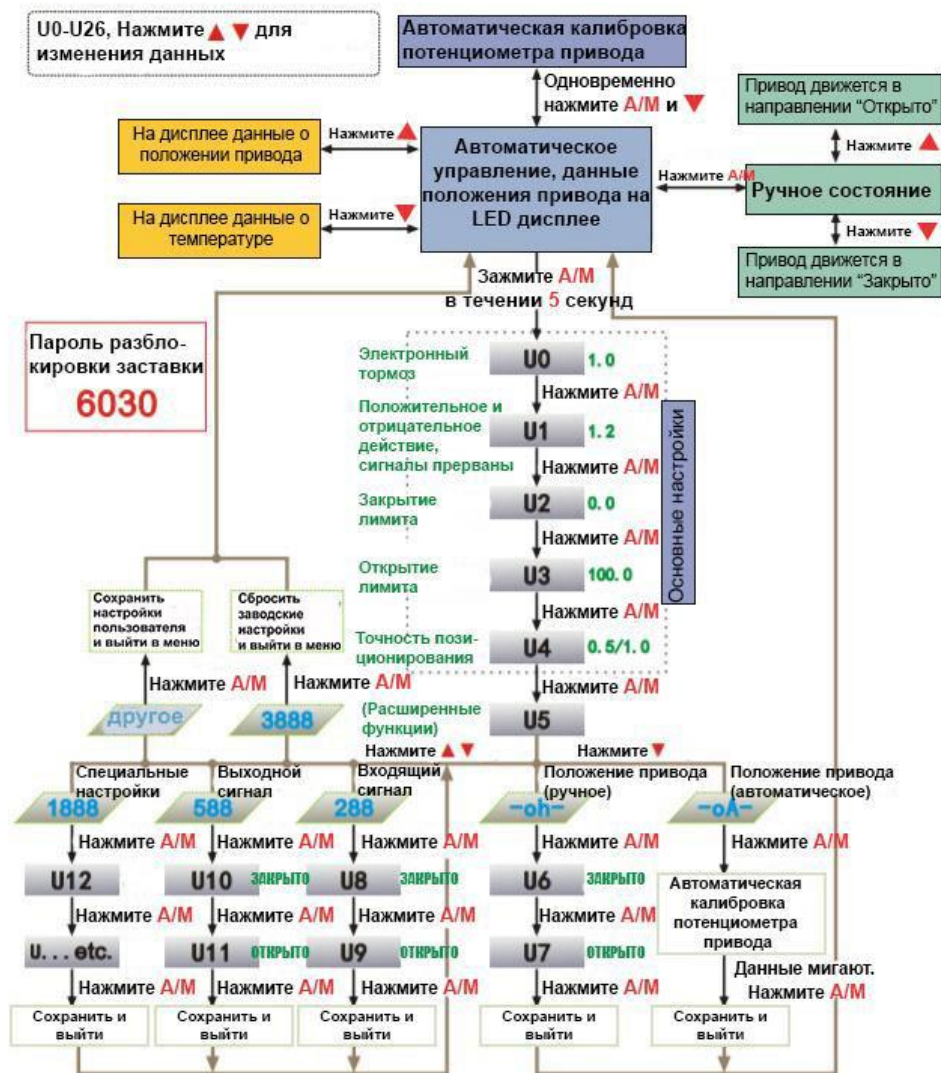 U0-U26, Нажмите ▲ ▼ для
изменения данных
Автоматическая калибровка
потенциометра привода
Одновременно
нажмите A/M и ▼
Привод движется в
направлении “Открыто”
Нажмите ▲
На дисплее данные о
положении привода
Нажмите ▲
Автоматическое
управление, данные
положения привода на
LED дисплее
Нажмите A/M
Ручное состояние
На дисплее данные о
температуре
Нажмите ▼
Нажмите ▼
Привод движется в
направлении “Закрыто”
Зажмите A/M
в течении 5 секунд
Пароль разбло-
кировки заставки
6030
Электронный
тормоз
U0
1.0
Нажмите A/M
Положительное и
отрицательное
действие,
сигналы прерваны
U1
1.2
Нажмите A/M
Закрытие
лимита
U2
0.0
Нажмите A/M
Открытие
лимита
U3
100.0
Нажмите A/M
Точность пози-
ционирования
U4
0.5/1.0
Основные настройки
Нажмите A/M
(Расширенные
функции)
U5
Сохранить
настройки
пользователя
и выйти в меню
Сбросить
заводские
настройки
и выйти в меню
Нажмите A/M
Нажмите A/M
другое
3888
Нажмите ▲ ▼
Нажмите ▼
Специальные
настройки
Выходной
сигнал
Входящий
сигнал
Положение привода
(ручное)
Положение привода
(автоматическое)
1888
588
288
-oh-
-oA-
Нажмите A/M
Нажмите A/M
Нажмите A/M
Нажмите A/M
Нажмите A/M
U12
U10
ЗАКРЫТО
U8
ЗАКРЫТО
U6
ЗАКРЫТО
Автоматическая
калибровка
потенциометра
привода
Нажмите A/M
Нажмите A/M
Нажмите A/M
Нажмите A/M
U...etc.
U11
ОТКРЫТО
U9
ОТКРЫТО
U7
ОТКРЫТО
Данные мигают.
Нажмите A/M
Нажмите A/M
Нажмите A/M
Нажмите A/M
Нажмите A/M
Сохранить и
выйти
Сохранить и
выйти
Сохранить и
выйти
Сохранить и
выйти
Сохранить и
выйти